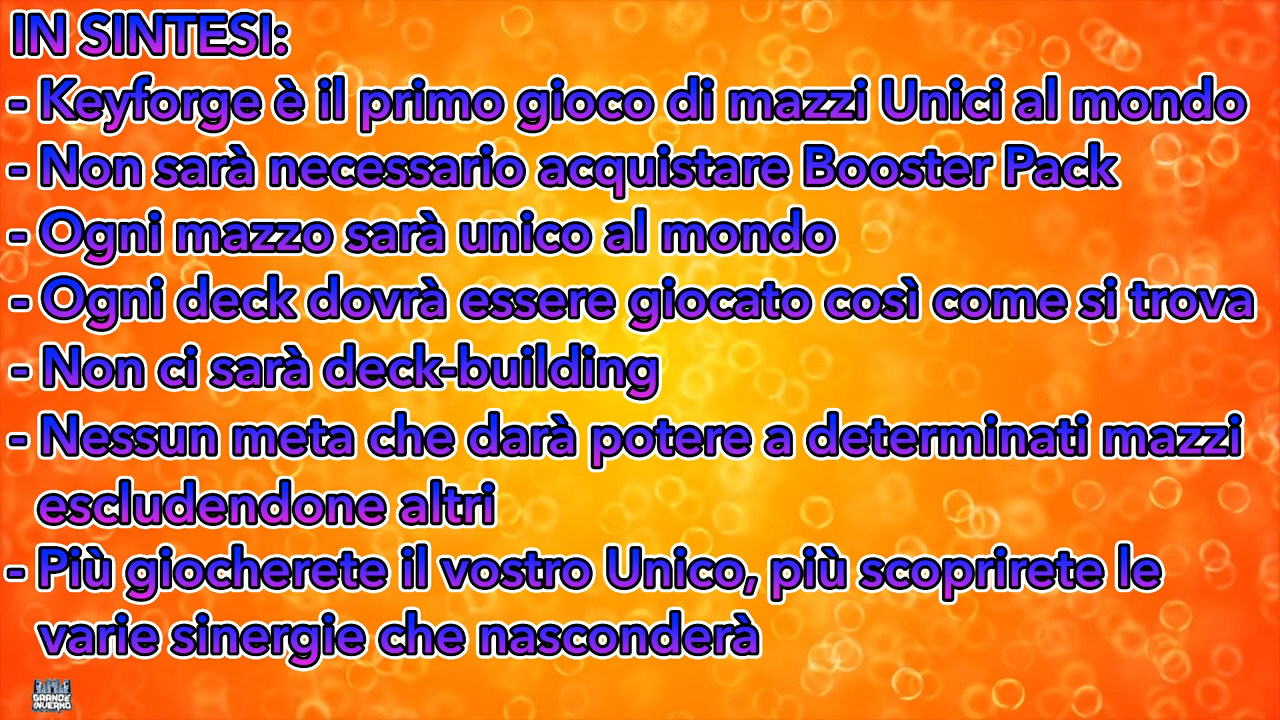 IN SINTESI:
- Keyforge è il primo gioco di mazzi Unici al mondo
- Non sarà necessario acquistare Booster Pack
- Ogni mazzo sarà unico al mondo
- Ogni deck dovrà essere giocato così come si trova
- Non ci sarà deck-building
- Nessun meta che darà potere a determinati mazzi
escludendone altri
- Più giocherete il vostro Unico, più scoprirete le
varie sinergie che nasconderà
GRANDE
INVERNO